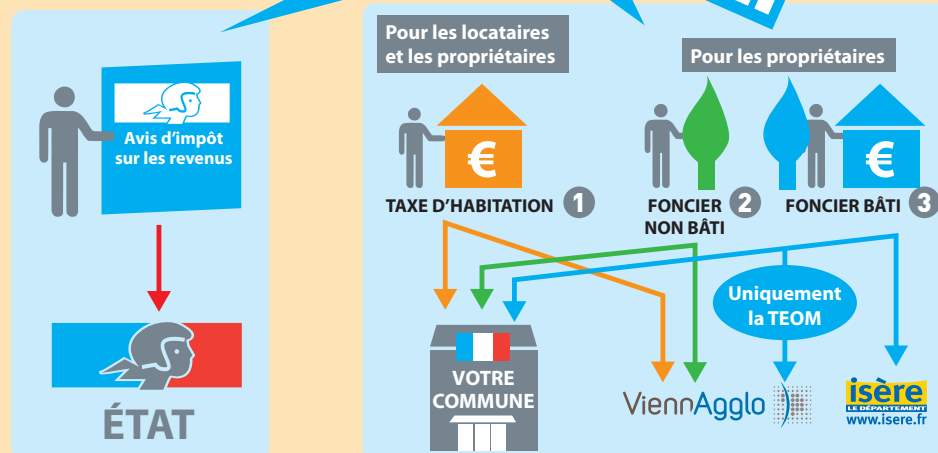 Avis d'impôt
sur les revenus
ÉTAT
Pour les locataires
et les propriétaires
Pour les propriétaires
€
€
TAXE D'HABITATION 1
FONCIER 2
NON BÂTI
FONCIER BÂTI 3
Uniquement
la TEOM
VOTRE
COMMUNE
ViennAgglo
isère
LE DÉPARTEMENT
www.isere.fr